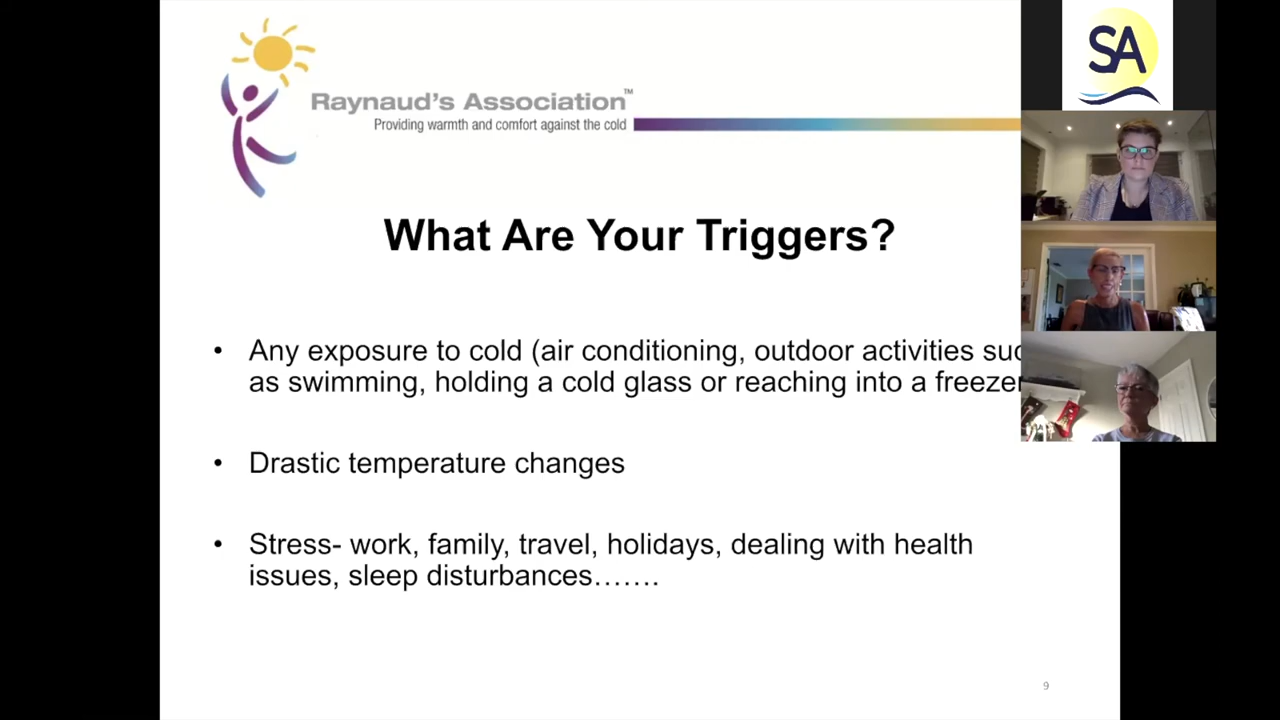 SA
Raynaud's Association™
Providing warmth and comfort against the cold
What Are Your Triggers?
• Any exposure to cold (air conditioning, outdoor activities suc
as swimming, holding a cold glass or reaching into a freezer
• Drastic temperature changes
• Stress- work, family, travel, holidays, dealing with health
issues, sleep disturbances…….
9